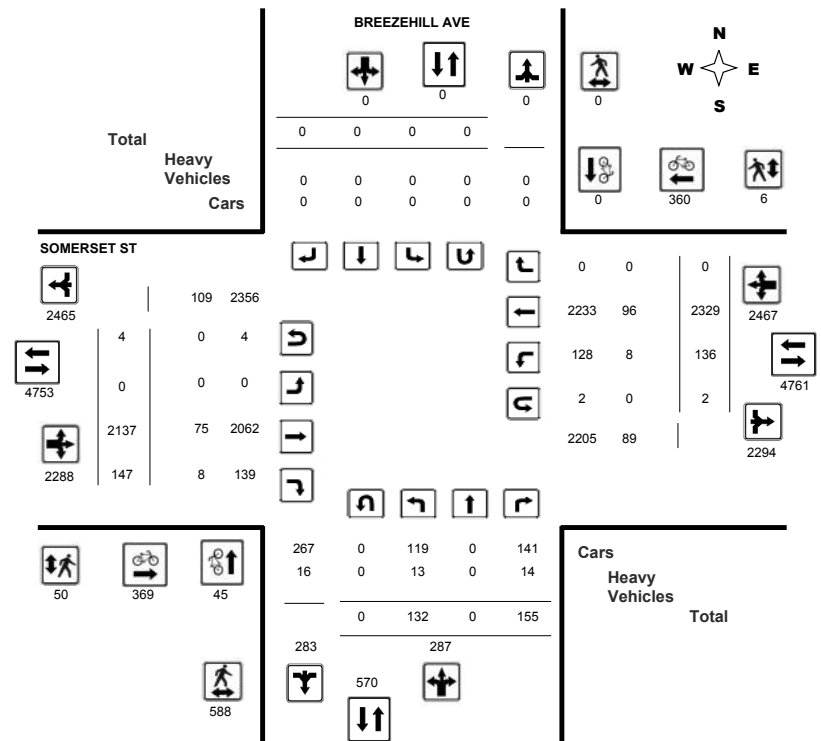 BREEZEHILL AVE
N
W E
S
0 0 0 0
Total 0 0 0 0
Heavy
Vehicles 0 0 0 0 0
Cars 0 0 0 0 0
0 360 6
SOMERSET ST
2465 109 2356
0 0 0
2233 96 2329 2467
4 0 4
128 8 136
4753 0 0 0 4761
2 0 2
2137 75 2062
2205 89
2288 147 8 139 2294
267 0 119 0 141 Cars
16 0 13 0 14 Heavy
Vehicles
50 369 45
0 132 0 155 Total
283 287
570
588